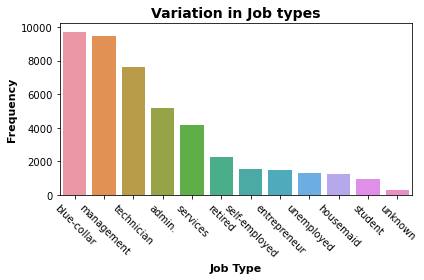 Variation in Job types
Frequency
10000
8000
6000
4000
2000
0
blue-collar
management
technician
admin.
services
retired
self-employed
entrepreneur
unemployed
housemaid
student
unknown
Job Type